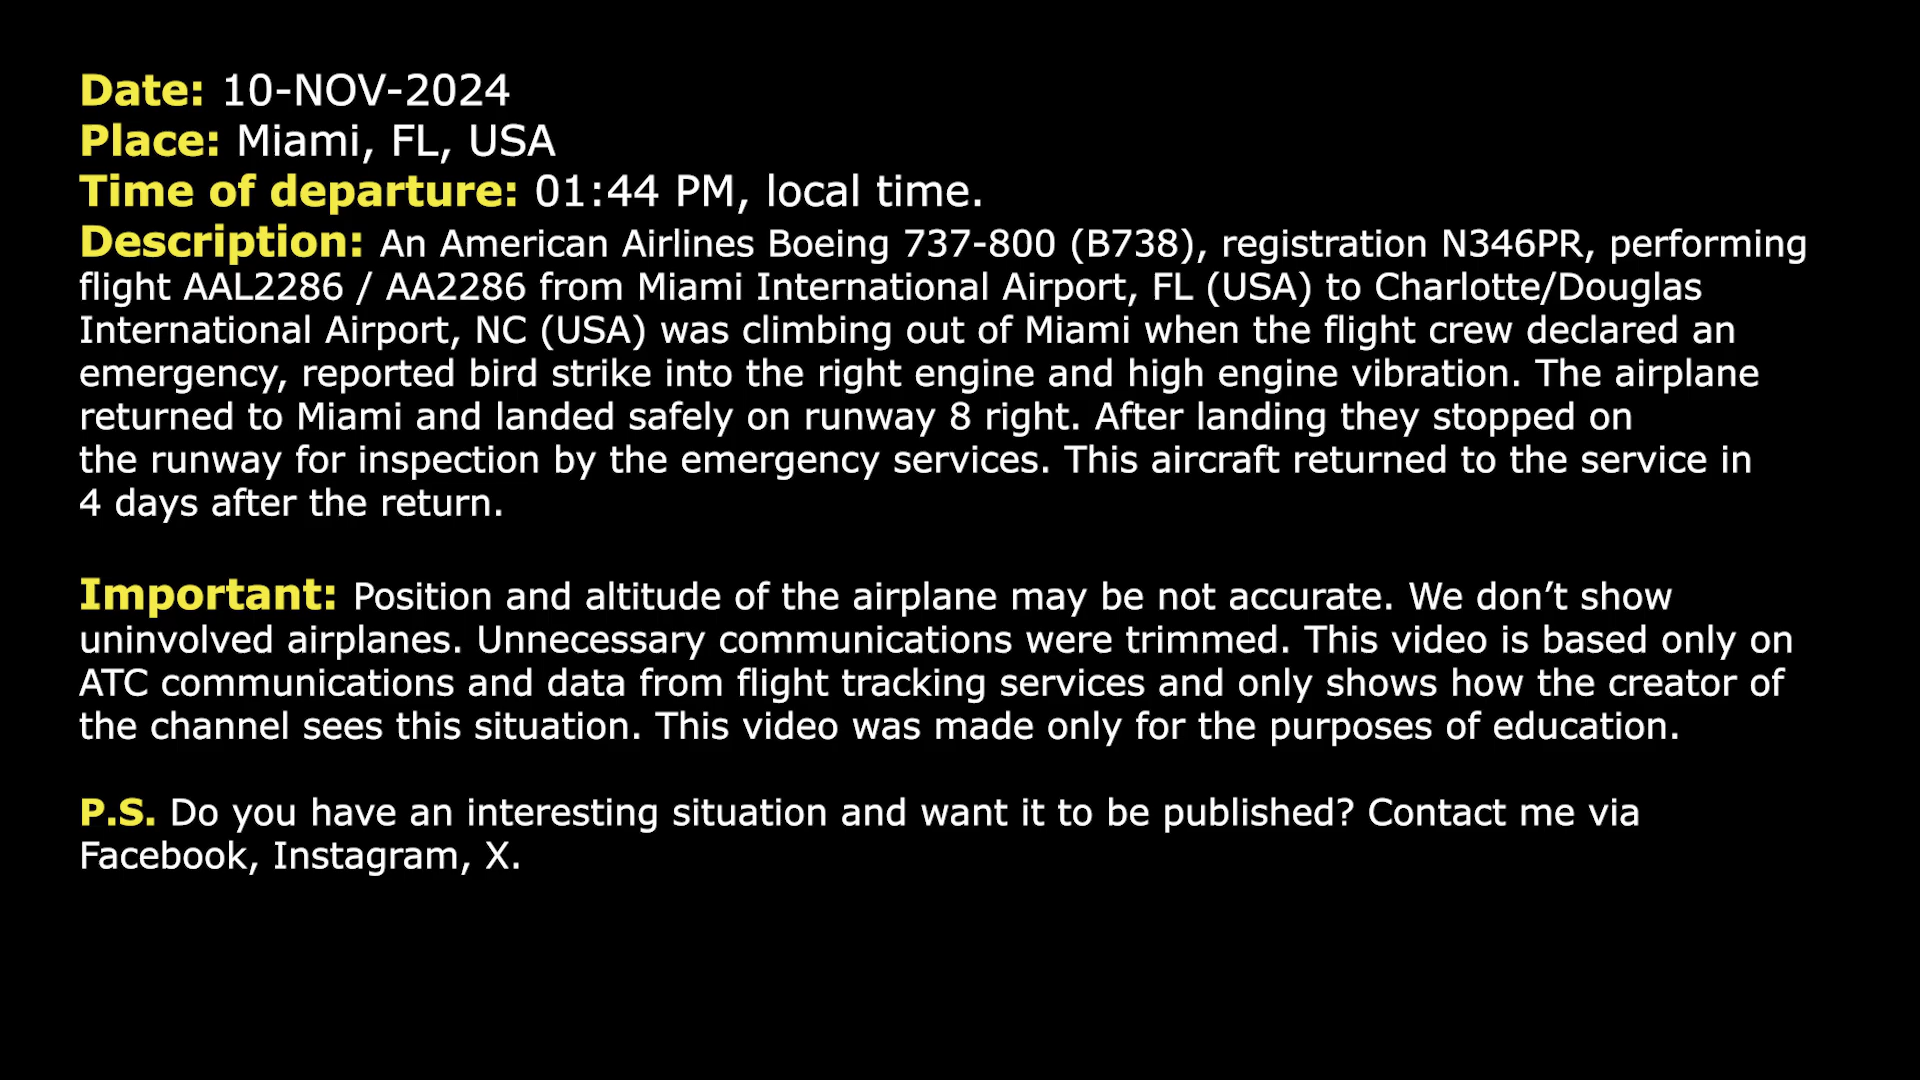 Date: 10-NOV-2024
Place: Miami, FL, USA
Time of departure: 01:44 PM, local time.
Description: An American Airlines Boeing 737-800 (B738), registration N346PR, performing
flight AAL2286 / AA2286 from Miami International Airport, FL (USA) to Charlotte/Douglas
International Airport, NC (USA) was climbing out of Miami when the flight crew declared an
emergency, reported bird strike into the right engine and high engine vibration. The airplane
returned to Miami and landed safely on runway 8 right. After landing they stopped on
the runway for inspection by the emergency services. This aircraft returned to the service in
4 days after the return.
Important: Position and altitude of the airplane may be not accurate. We don’t show
uninvolved airplanes. Unnecessary communications were trimmed. This video is based only on
ATC communications and data from flight tracking services and only shows how the creator of
the channel sees this situation. This video was made only for the purposes of education.
P.S. Do you have an interesting situation and want it to be published? Contact me via
Facebook, Instagram, X.